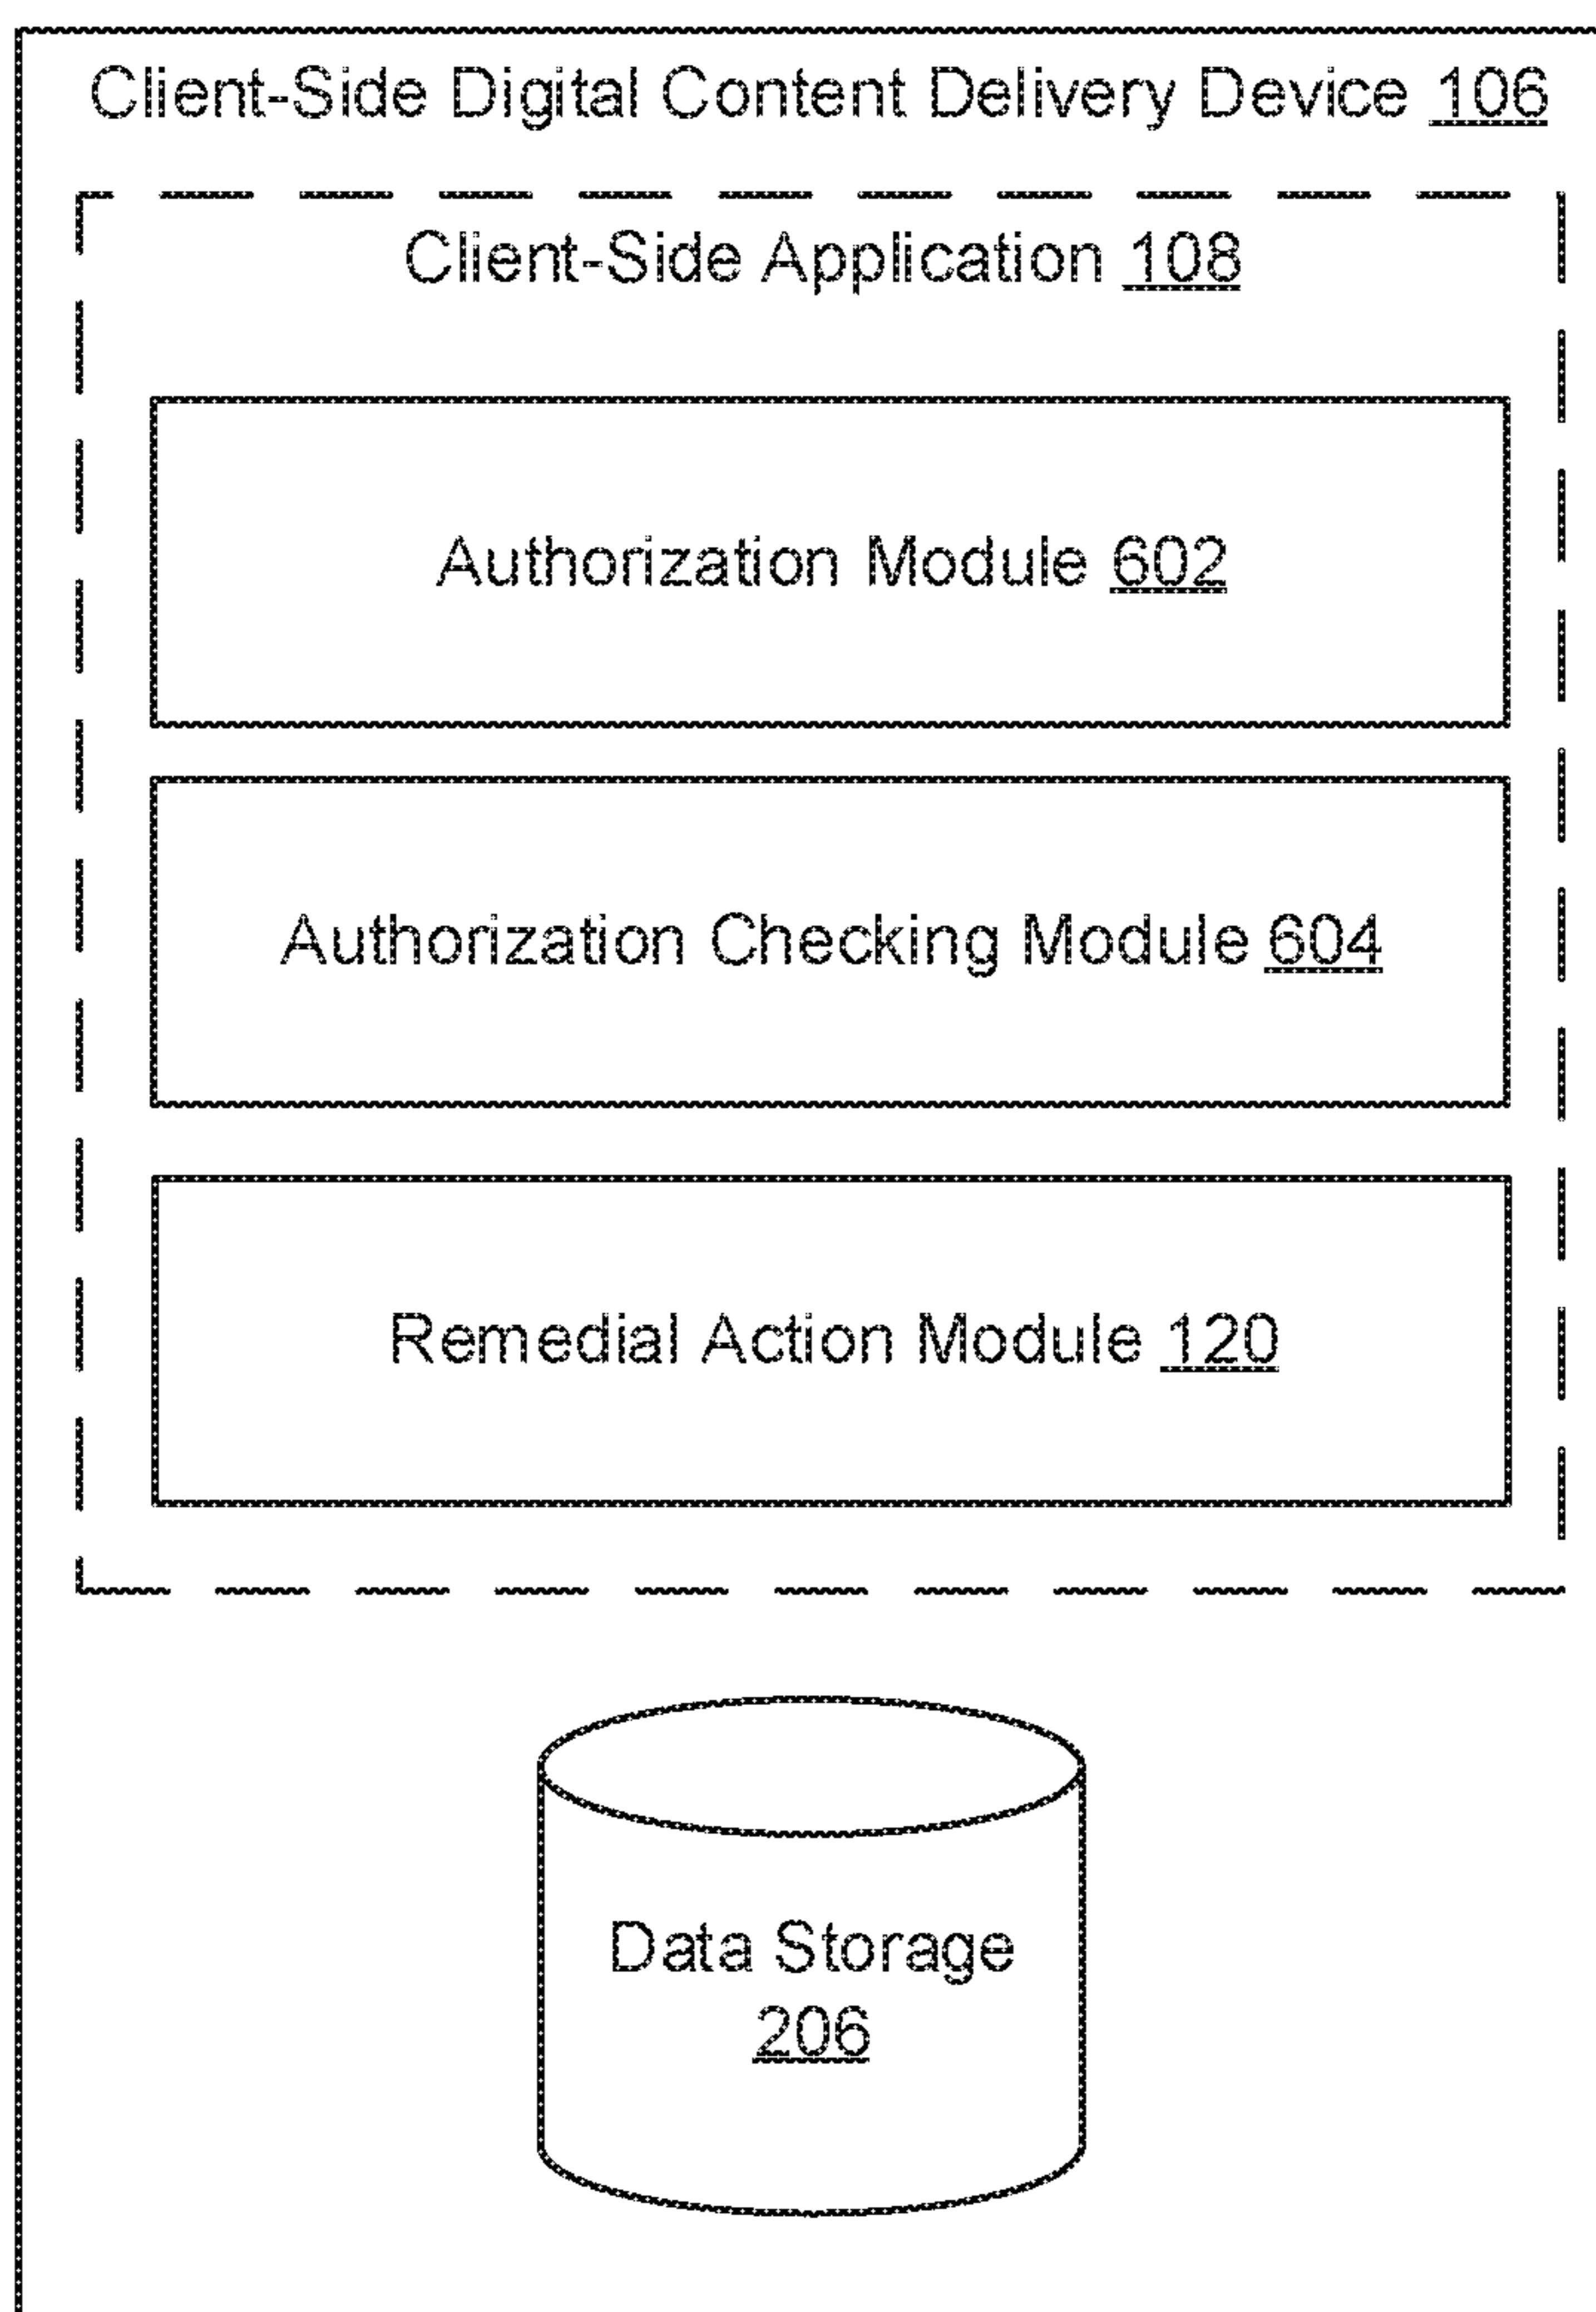 Client-Side Digital Content Delivery Device 106
Client-Side Application 108
Authorization Module 602
Authorization Checking Module 604
Remedial Action Module 120
Data Storage
206